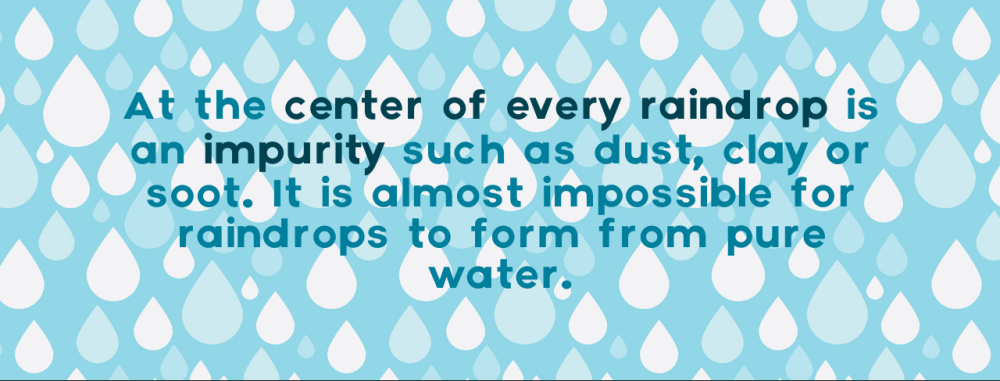 At the center of every raindrop is
an impurity such as dust, clay or
soot. It is almost impossible for
raindrops to form from pure
water.